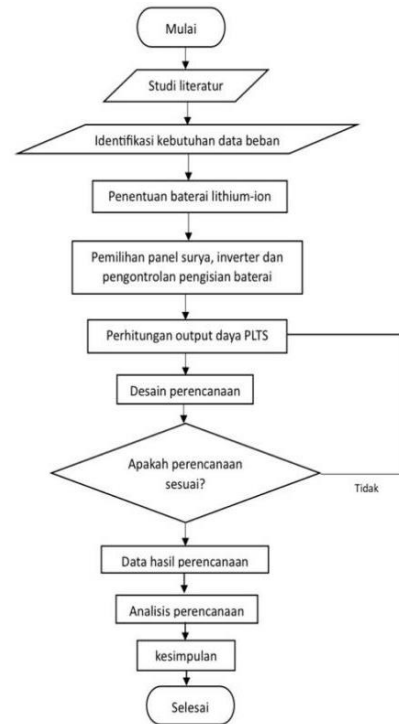 Mulai
Studi literatur
Identifikasi kebutuhan data beban
Penentuan baterai lithium-ion
Pemilihan panel surya, inverter dan
pengontrolan pengisian baterai
Perhitungan output daya PLTS
Desain perencanaan
Apakah perencanaan
sesuai?
Tidak
Data hasil perencanaan
Analisis perencanaan
kesimpulan
Selesai